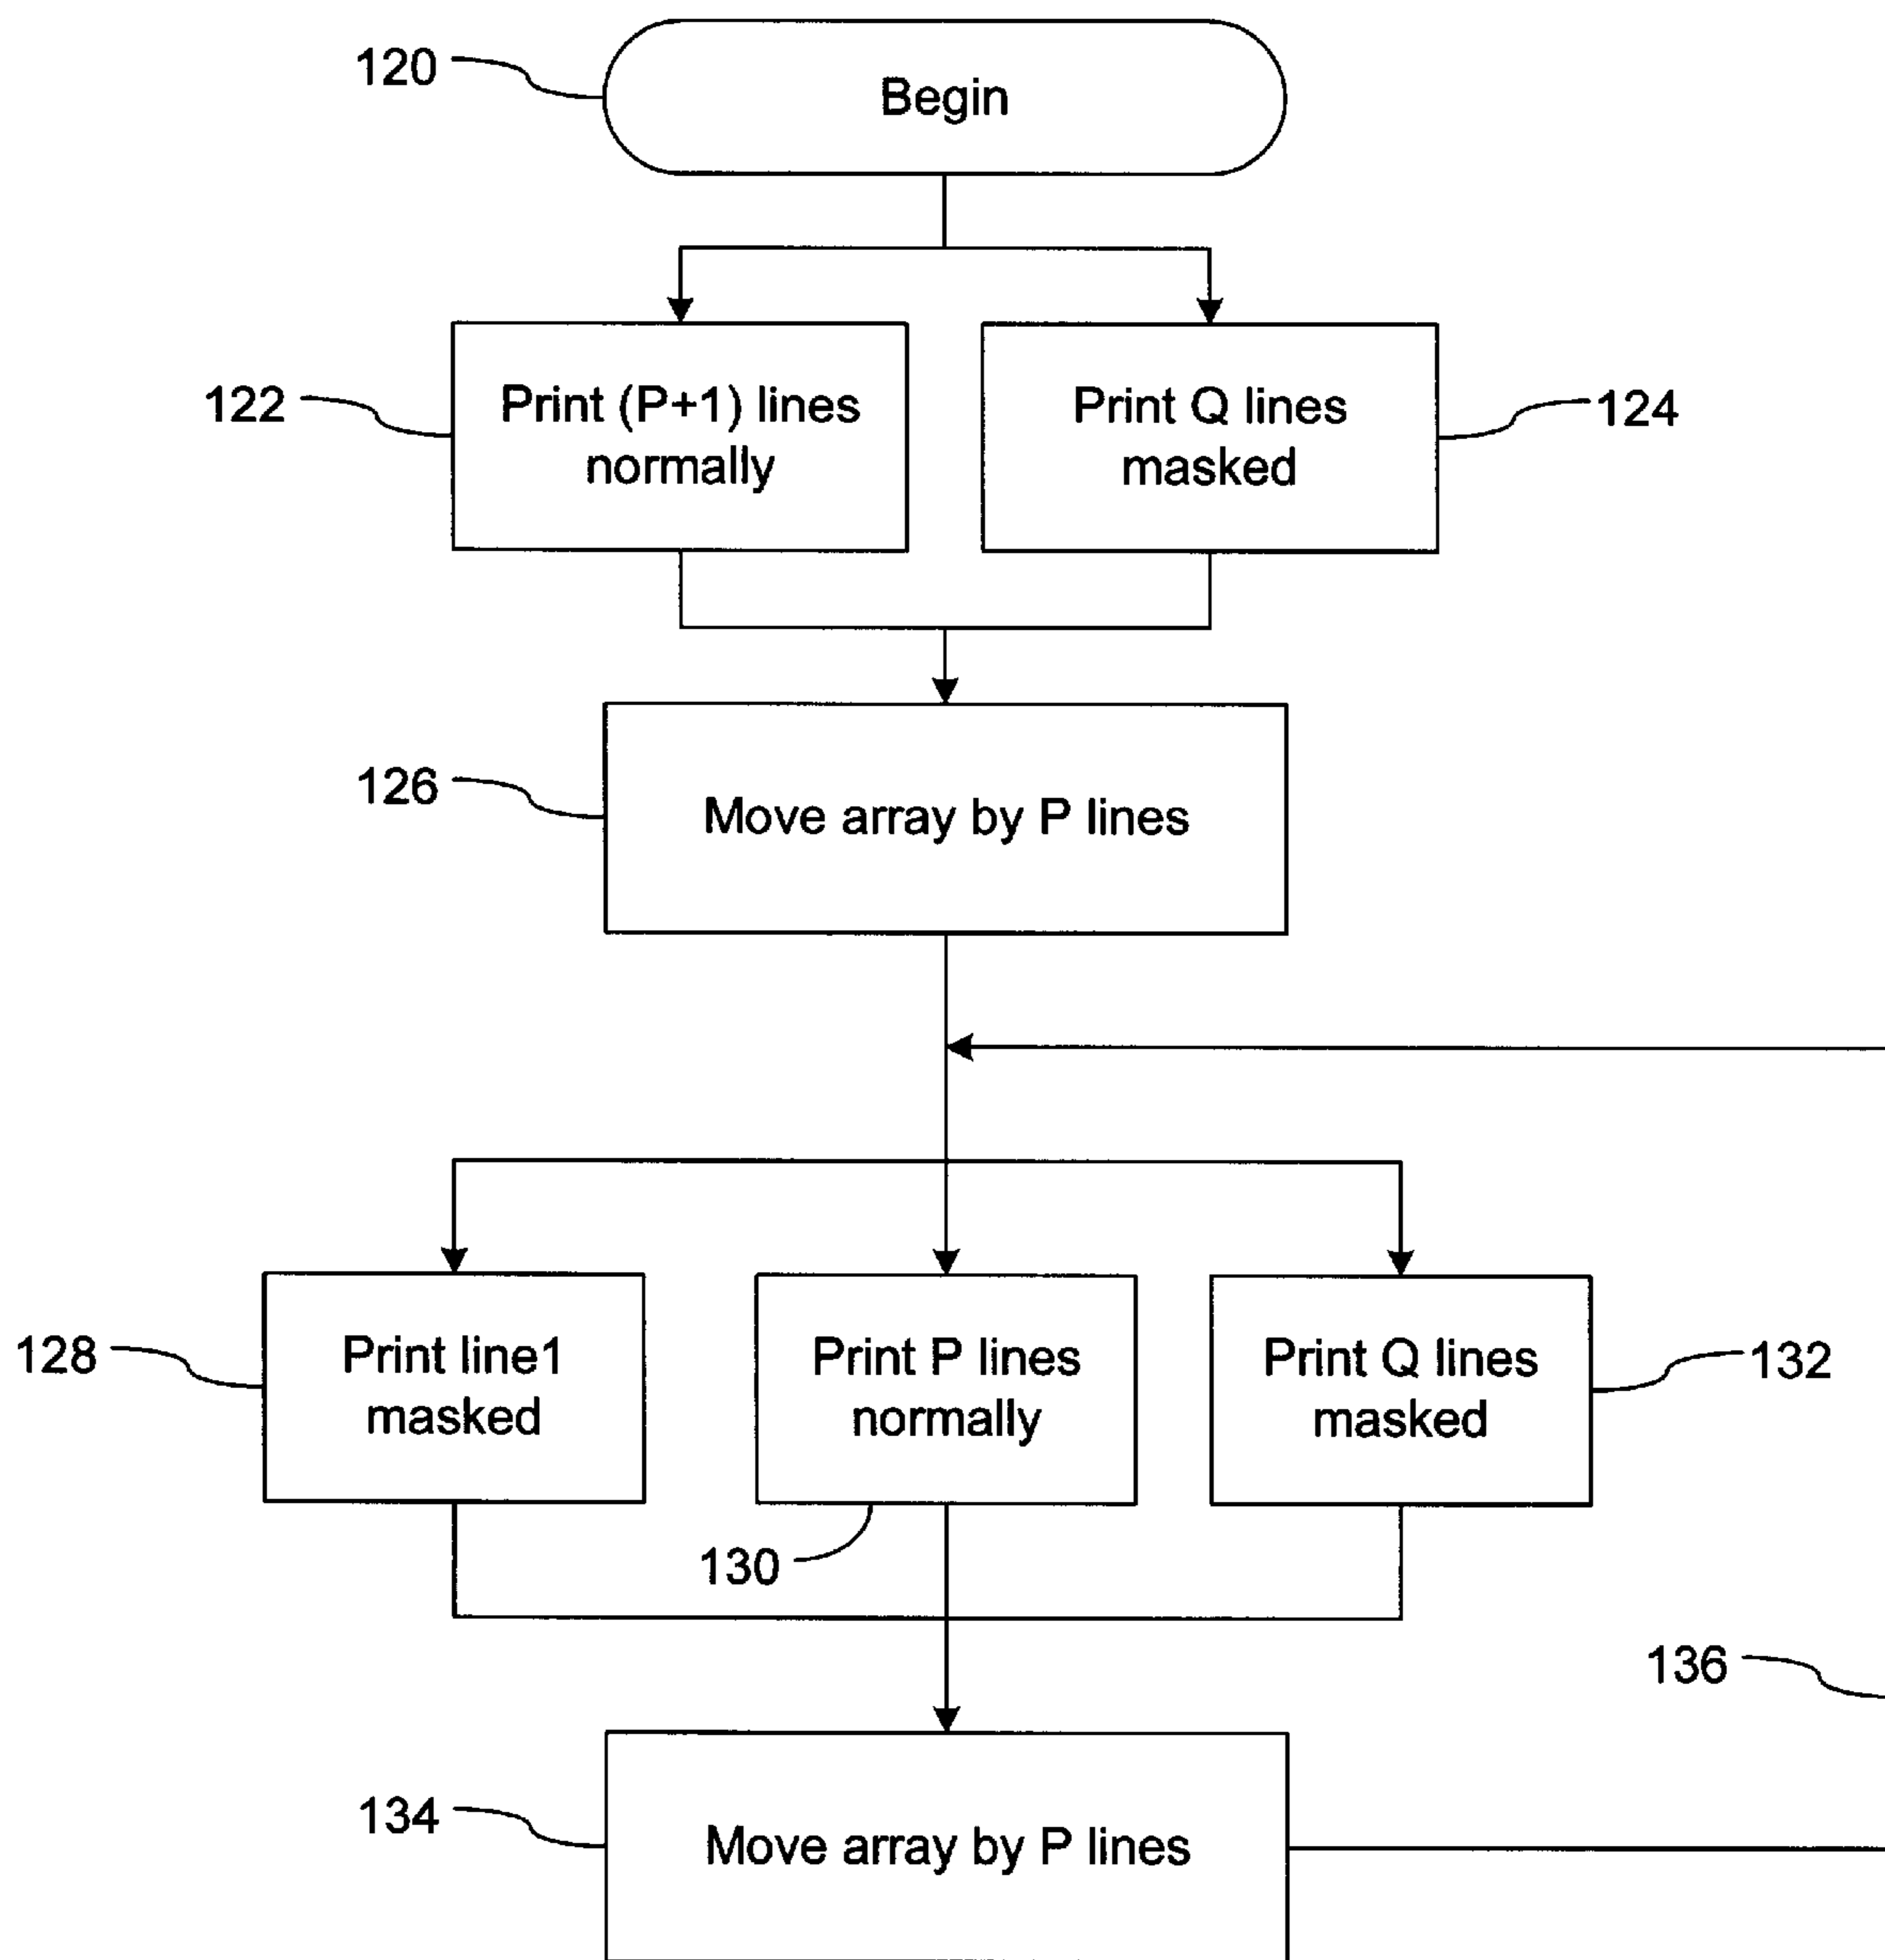 120
Begin
122
Print (P+1) lines
normally
Print Q lines
masked
124
126
Move array by P lines
128
Print line1
masked
Print P lines
normally
Print Q lines
masked
132
130
136
134
Move array by P lines